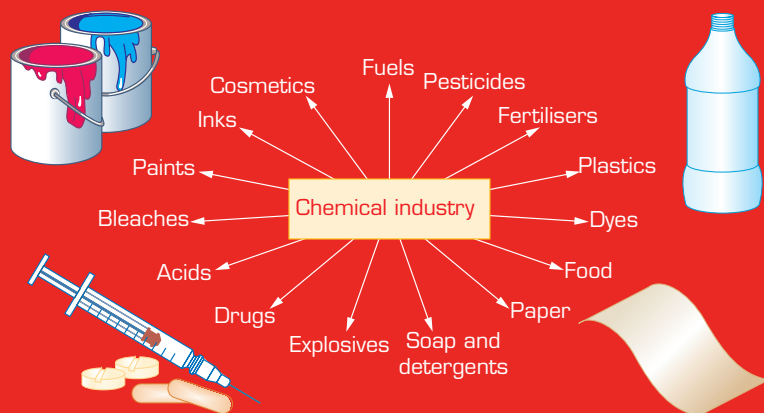 Fuels
Cosmetics
Pesticides
Inks
Fertilisers
Paints
Plastics
Chemical industry
Bleaches
Dyes
Acids
Food
Drugs
Paper
Explosives
Soap and
detergents